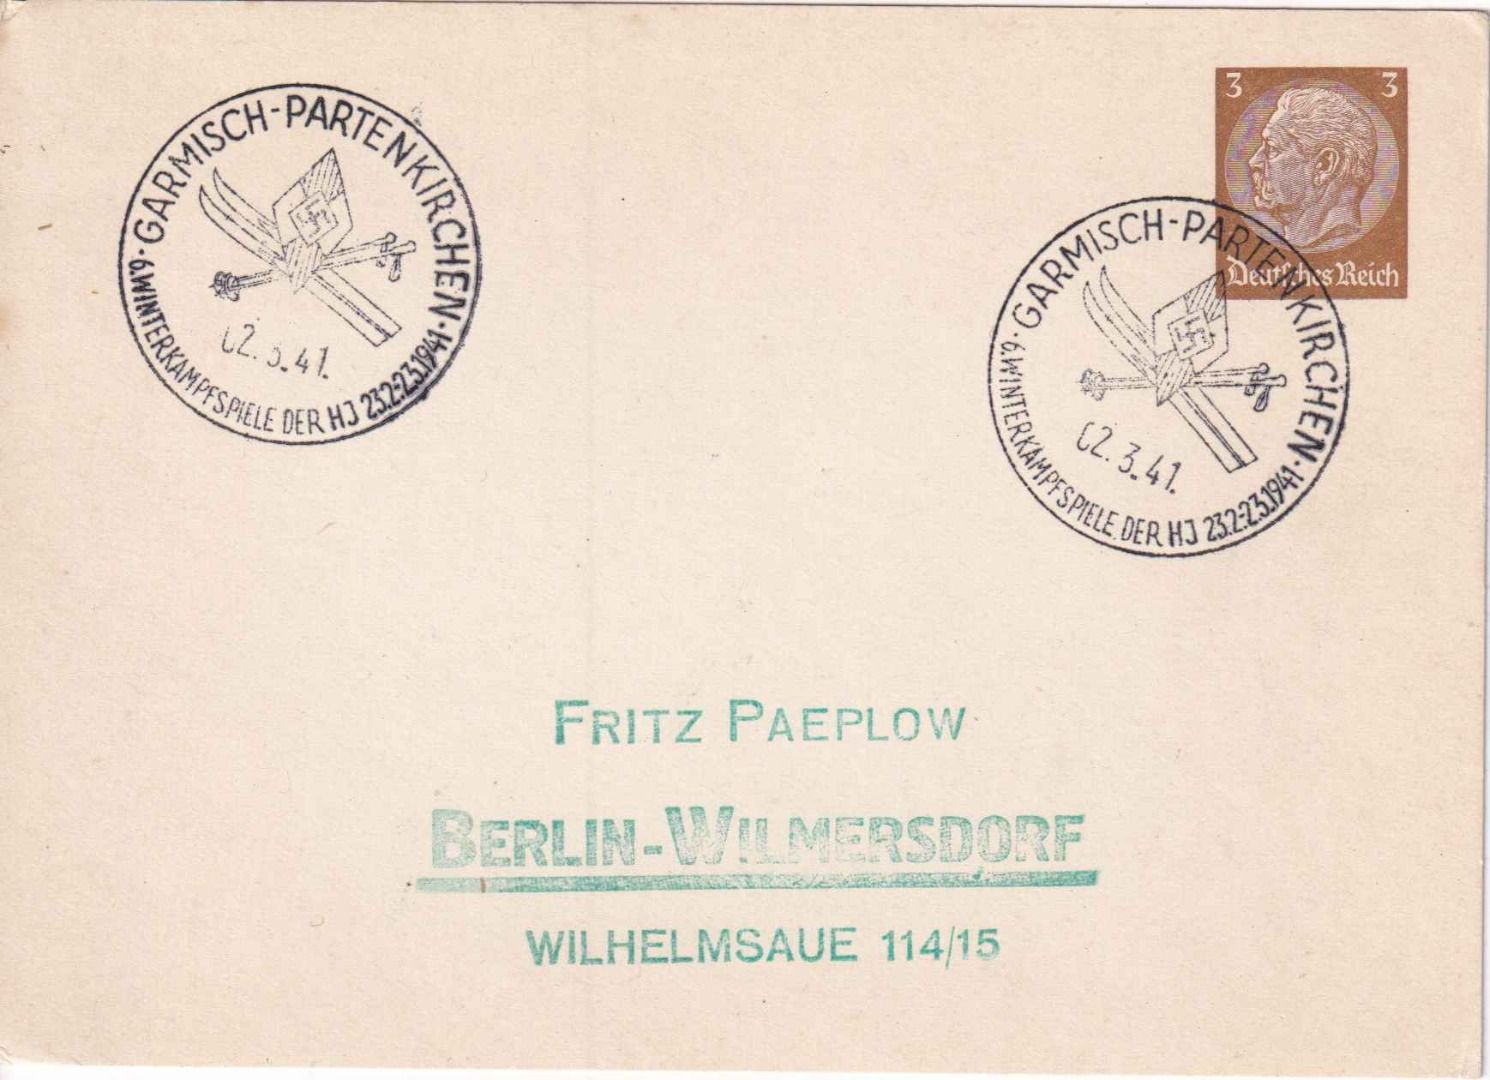 GARMISCH-PARTENKIRCHEN
6.WINTERKAMPFSPIELE DER HJ 23.2.-2.3.1941
02.3.41.
3 3
Deutsches Reich
GARMISCH-PARTENKIRCHEN
6.WINTERKAMPFSPIELE DER HJ 23.2.-2.3.1941
02.3.41.
FRITZ PAEPLOW
BERLIN-WILMERSDORF
WILHELMSAUE 114/15